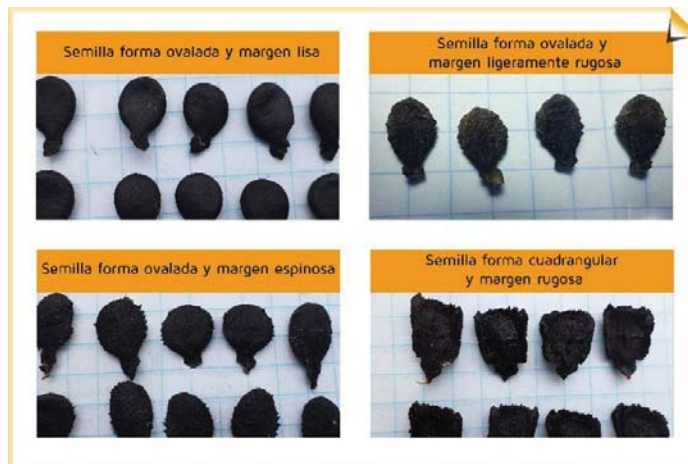 Semilla forma ovalada y margen lisa
Semilla forma ovalada y
margen ligeramente rugosa
Semilla forma ovalada y margen espinosa
Semilla forma cuadrangular
y margen rugosa